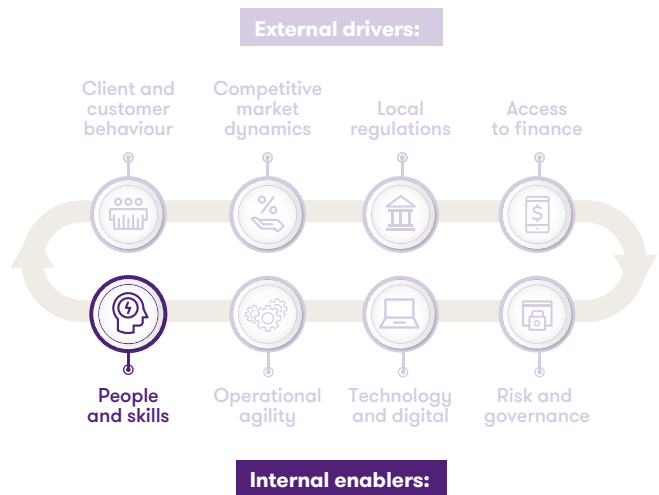 External drivers:
Client and
customer
behaviour
Competitive
market
dynamics
Local
regulations
Access
to finance
%
$
People
and skills
Operational
agility
Technology
and digital
Risk and
governance
Internal enablers: